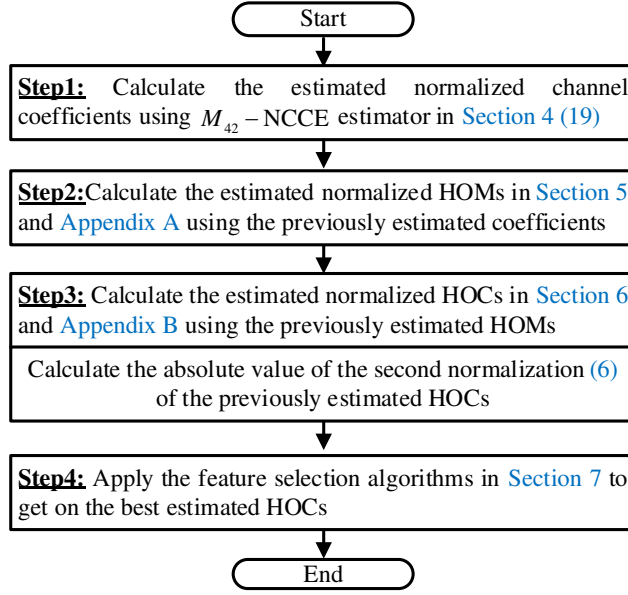 Start
Step1: Calculate the estimated normalized channel
coefficients using M₄₂ – NCCE estimator in Section 4 (19)
Step2:Calculate the estimated normalized HOMs in Section 5
and Appendix A using the previously estimated coefficients
Step3: Calculate the estimated normalized HOCs in Section 6
and Appendix B using the previously estimated HOMs
Calculate the absolute value of the second normalization (6)
of the previously estimated HOCs
Step4: Apply the feature selection algorithms in Section 7 to
get on the best estimated HOCs
End